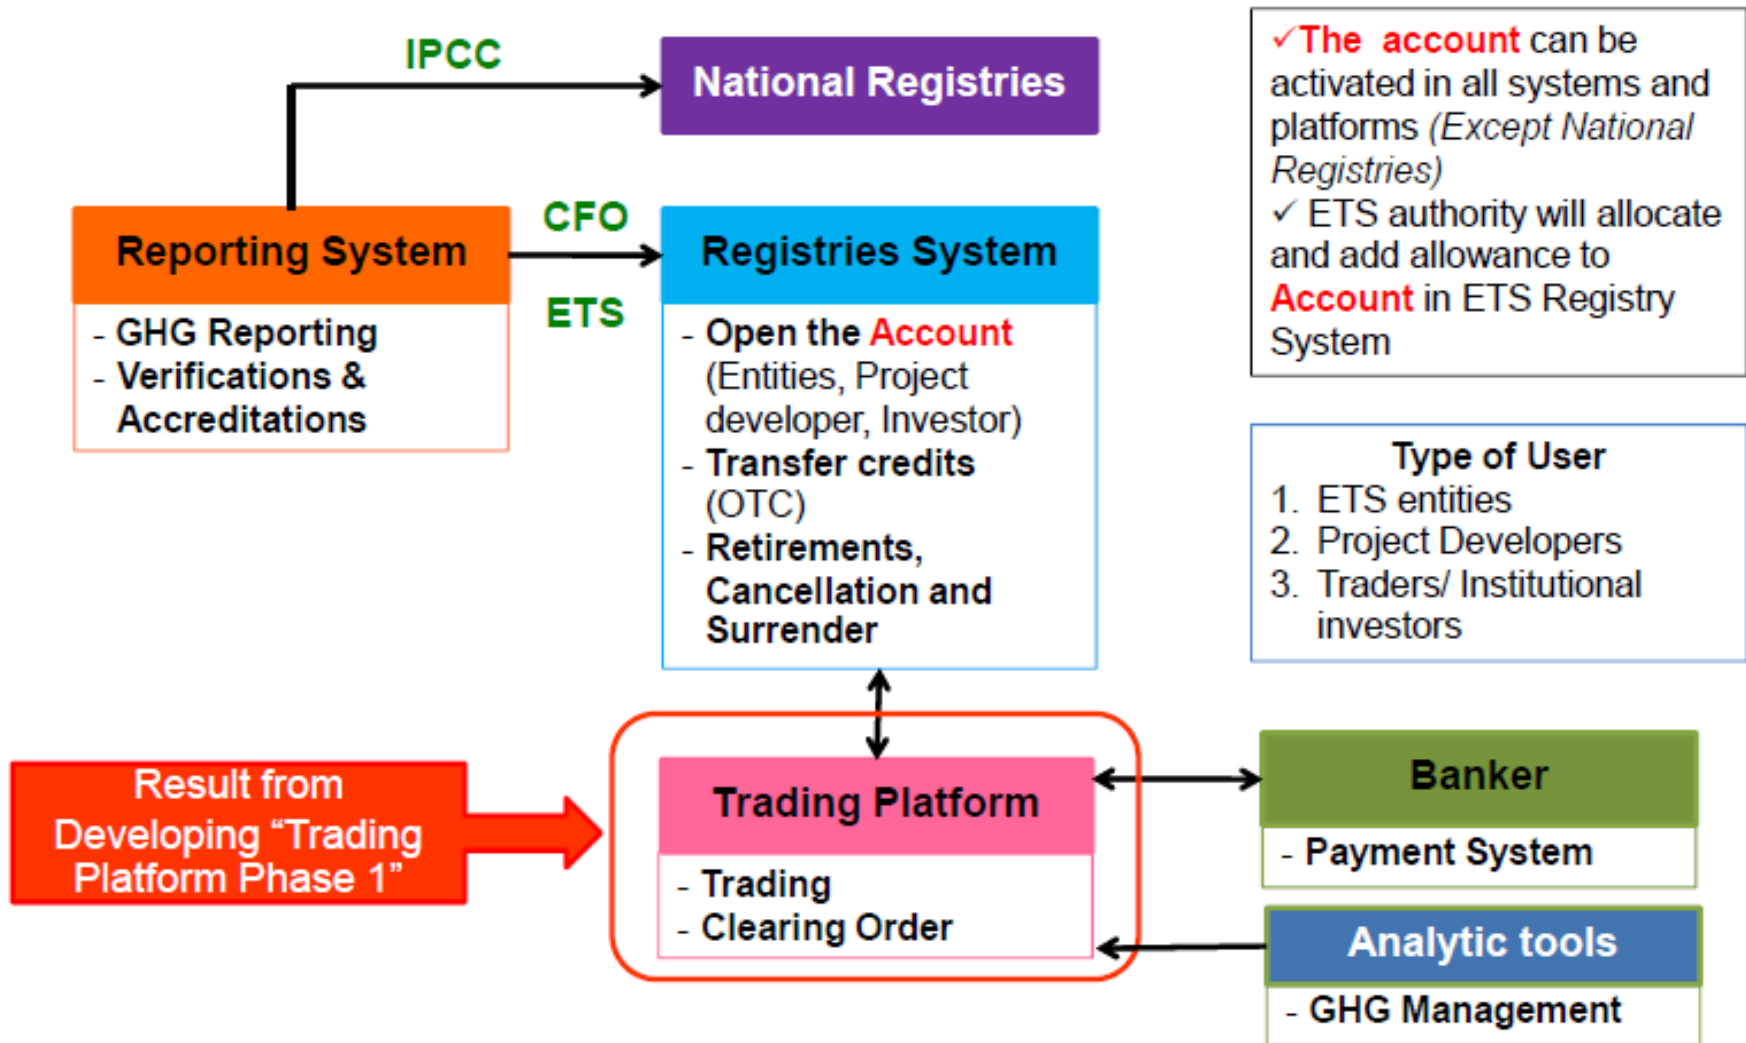 IPCC
National Registries
Reporting System
- GHG Reporting
- Verifications &
Accreditations
CFO
ETS
Registries System
- Open the Account
(Entities, Project
developer, Investor)
- Transfer credits
(OTC)
- Retirements,
Cancellation and
Surrender
✓The account can be
activated in all systems and
platforms (Except National
Registries)
✓ ETS authority will allocate
and add allowance to
Account in ETS Registry
System
Type of User
1. ETS entities
2. Project Developers
3. Traders/ Institutional
investors
Result from
Developing “Trading
Platform Phase 1”
Trading Platform
- Trading
- Clearing Order
Banker
- Payment System
Analytic tools
- GHG Management